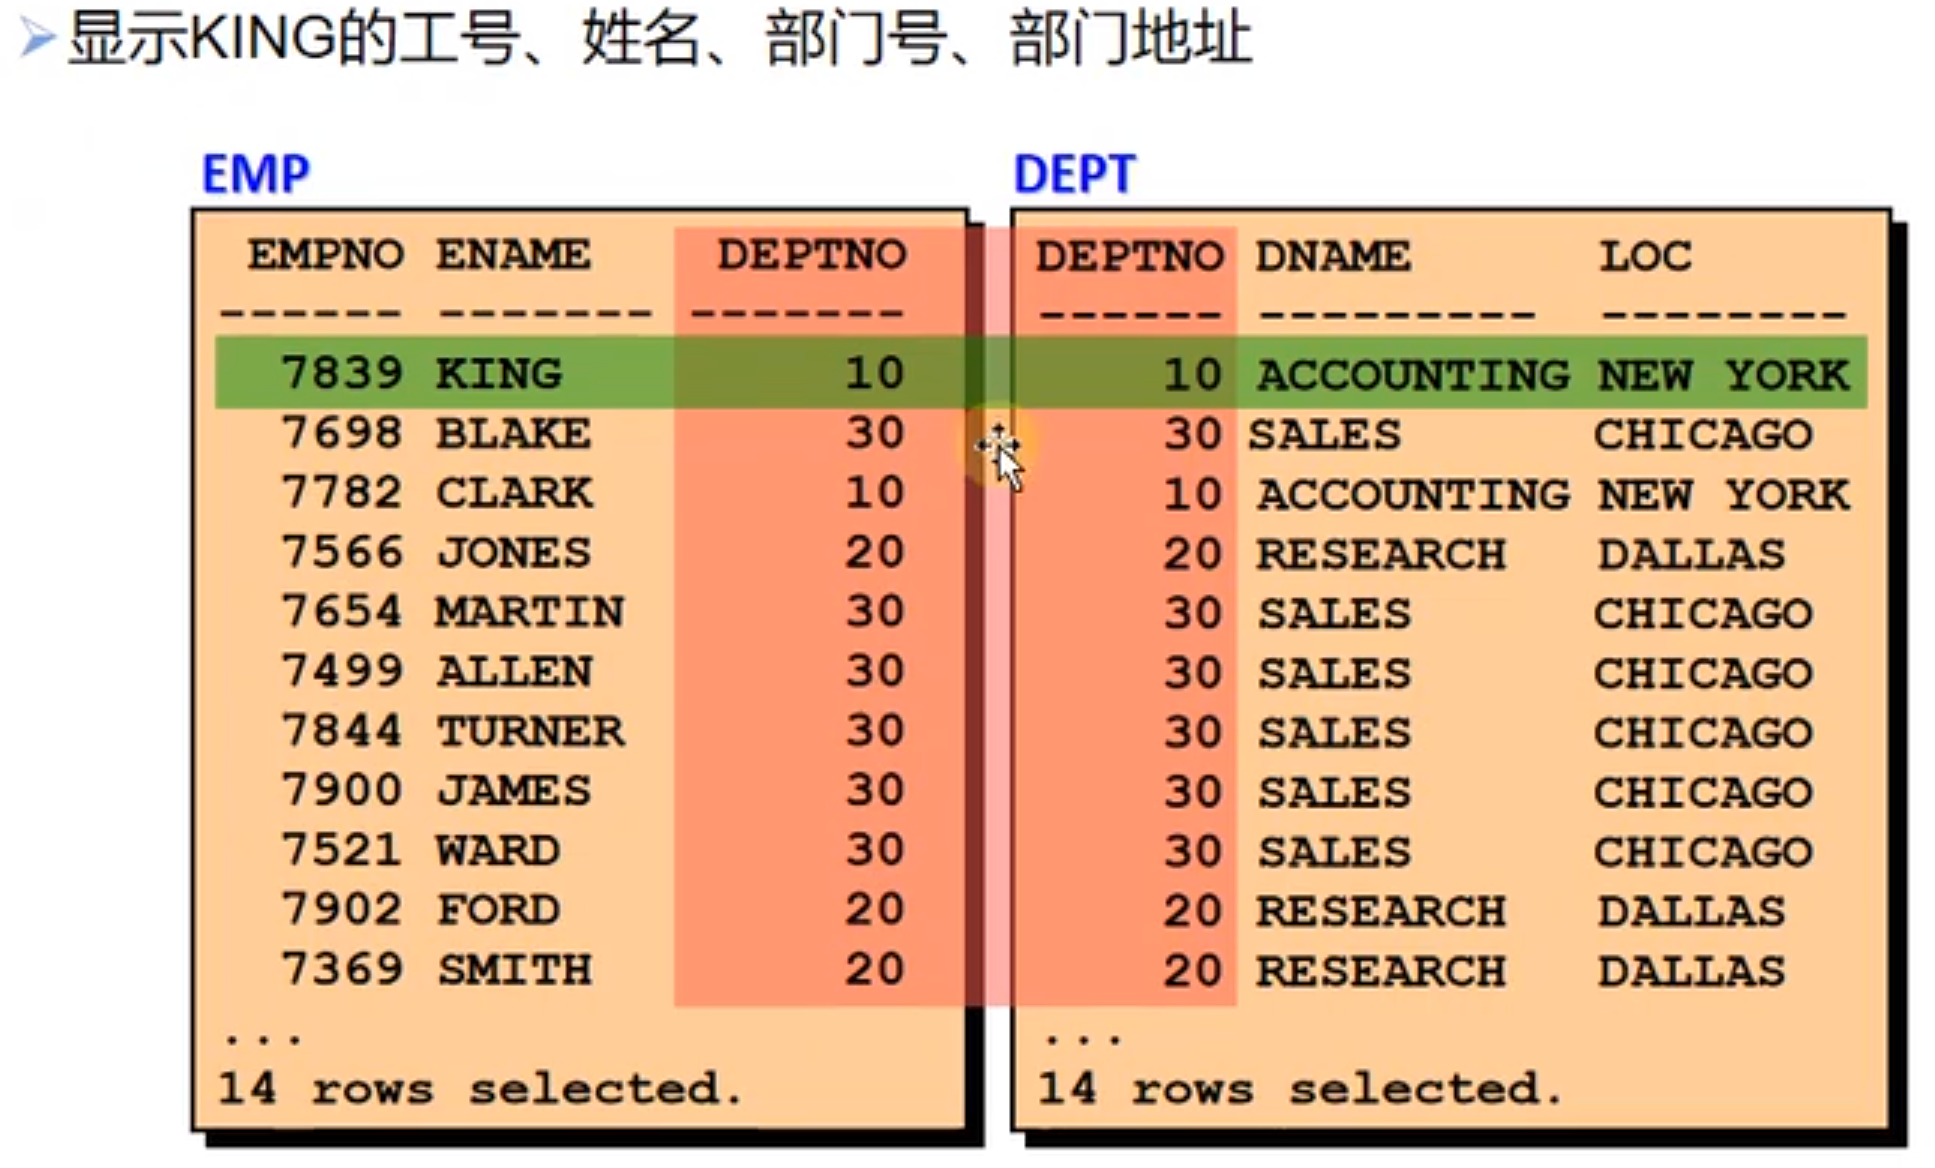 显示KING的工号、姓名、部门号、部门地址
EMP
EMPNO ENAME DEPTNO
------ ------- -------
7839 KING 10
7698 BLAKE 30
7782 CLARK 10
7566 JONES 20
7654 MARTIN 30
7499 ALLEN 30
7844 TURNER 30
7900 JAMES 30
7521 WARD 30
7902 FORD 20
7369 SMITH 20
...
14 rows selected.
DEPT
DEPTNO DNAME LOC
------ --------- --------
10 ACCOUNTING NEW YORK
30 SALES CHICAGO
10 ACCOUNTING NEW YORK
20 RESEARCH DALLAS
30 SALES CHICAGO
30 SALES CHICAGO
30 SALES CHICAGO
30 SALES CHICAGO
30 SALES CHICAGO
20 RESEARCH DALLAS
20 RESEARCH DALLAS
...
14 rows selected.